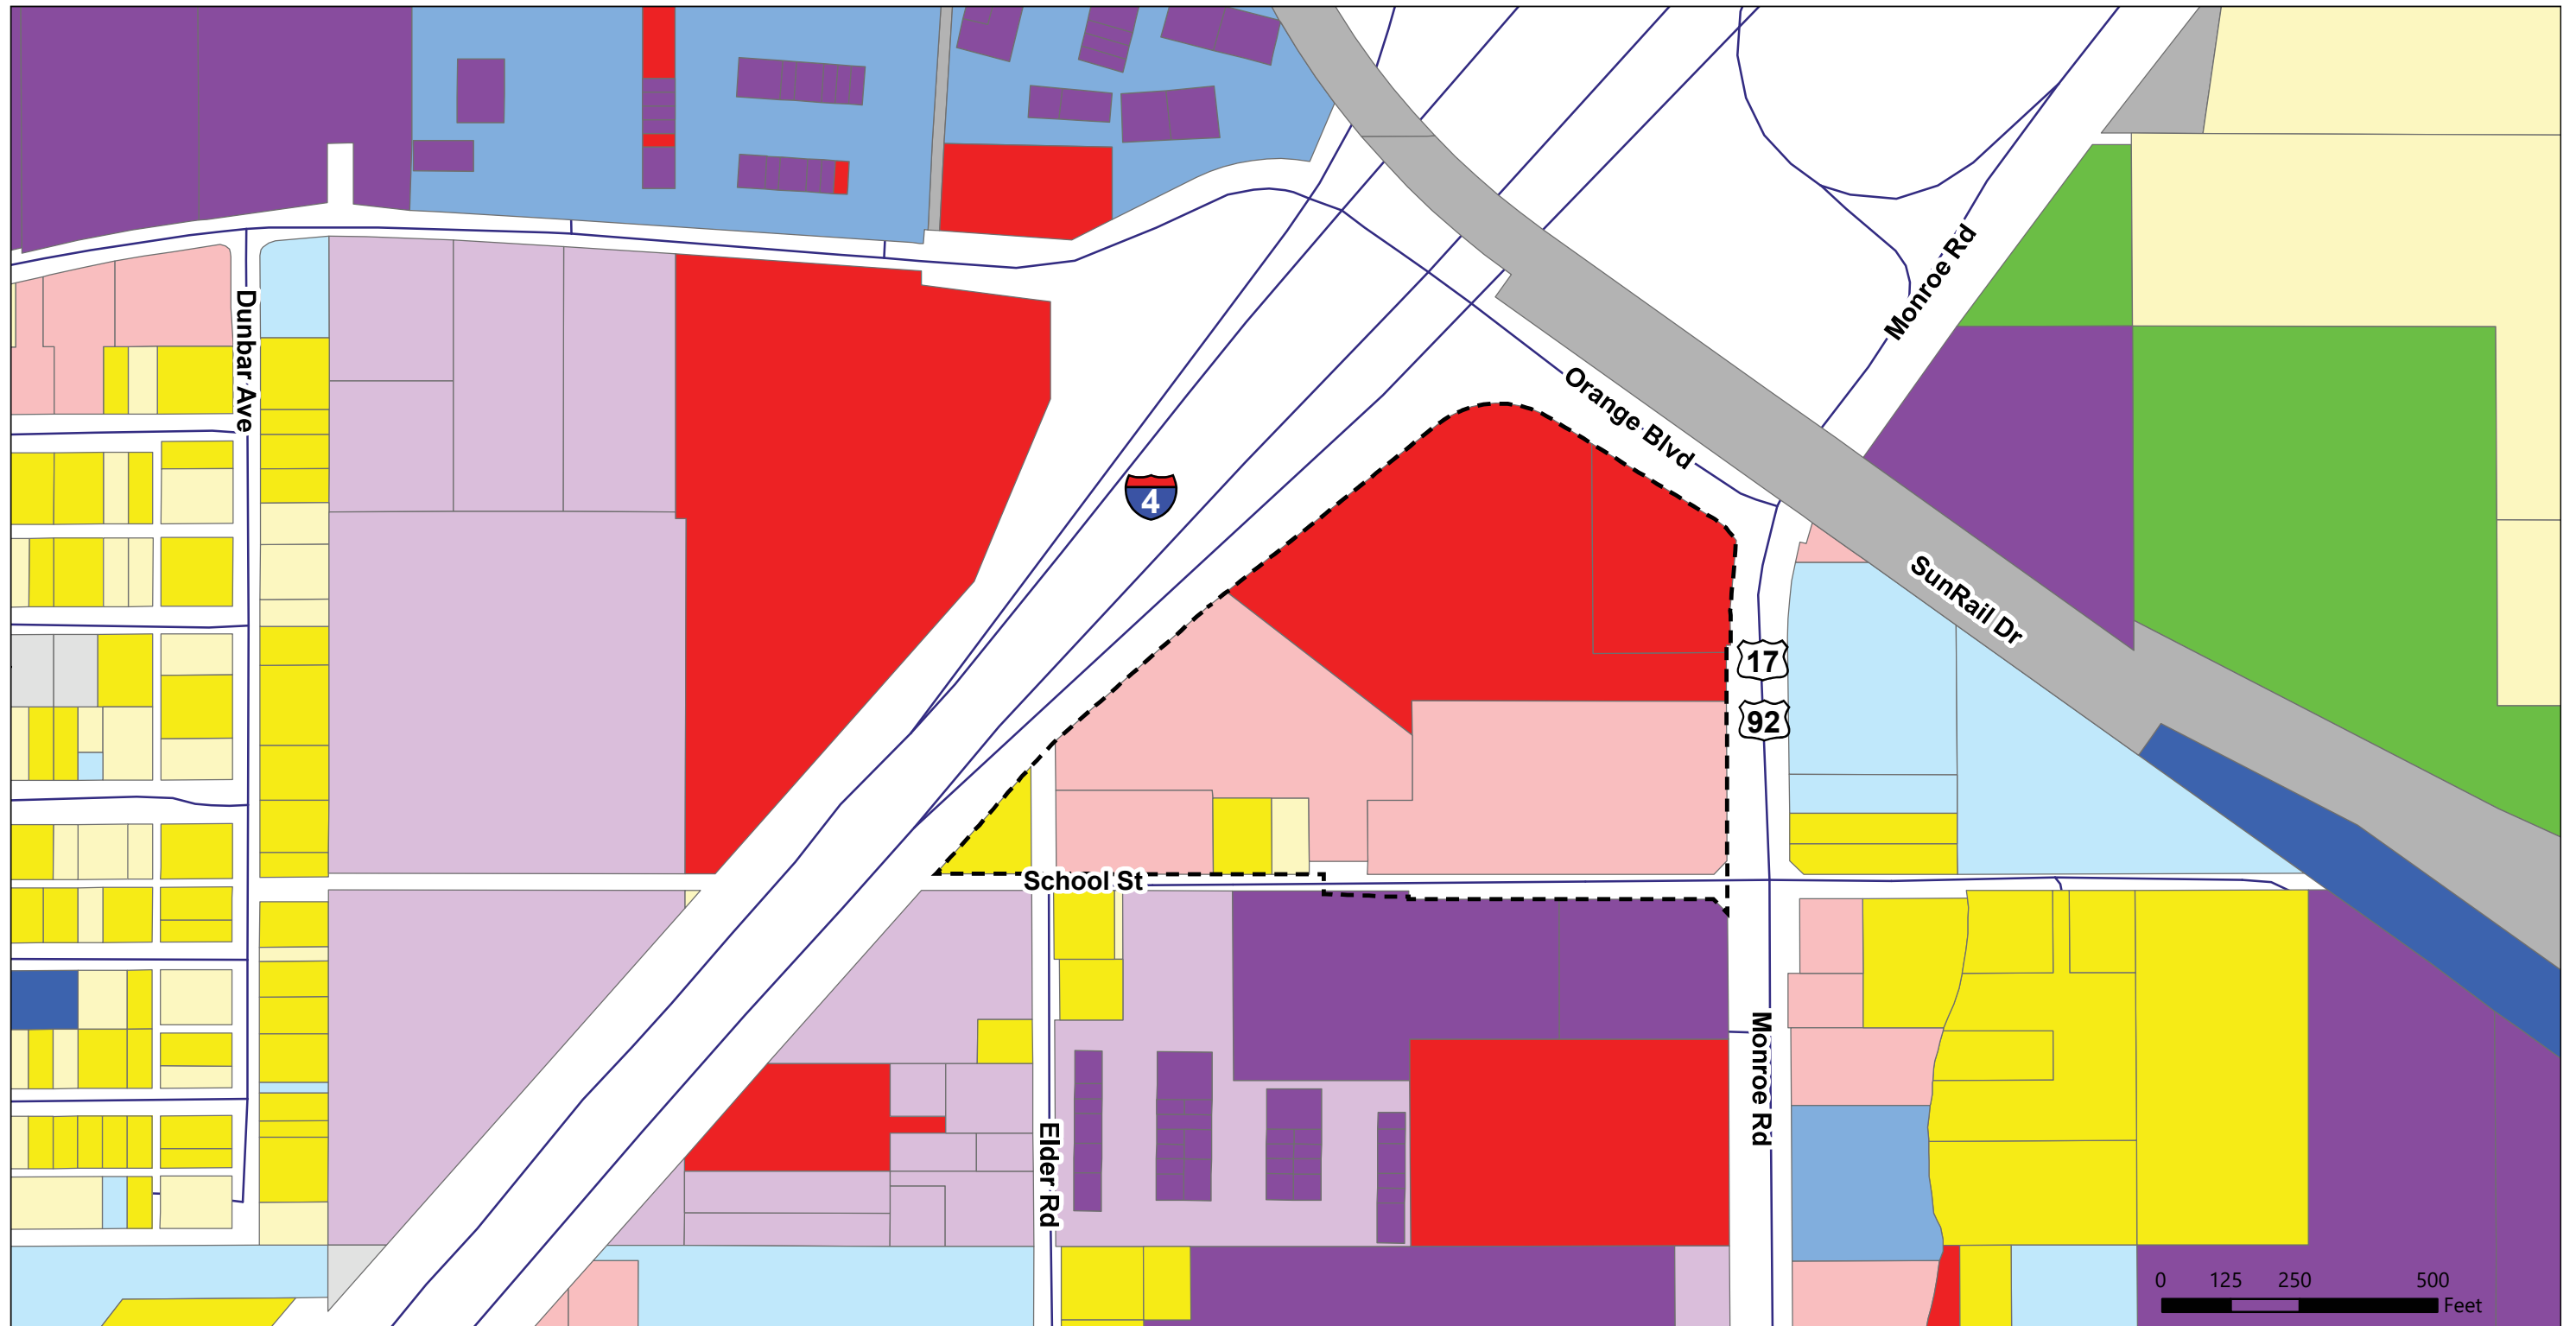 Monroe Rd
Dunbar Ave
Orange Blvd
4
SunRail Dr
17
92
School St
Monroe Rd
Elder Rd
0 125 250 500
Feet